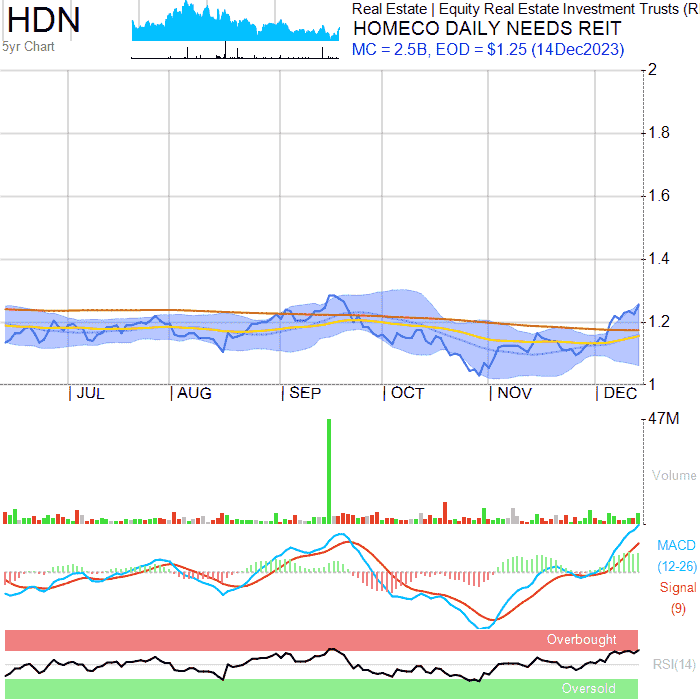 HDN
5yr Chart
Real Estate | Equity Real Estate Investment Trusts (R
HOMECO DAILY NEEDS REIT
MC = 2.5B, EOD = $1.25 (14Dec2023)
2
1.8
1.6
1.4
1.2
1
JUL AUG SEP OCT NOV DEC
47M
Volume
MACD
(12-26)
Signal
(9)
Overbought
RSI(14)
Oversold